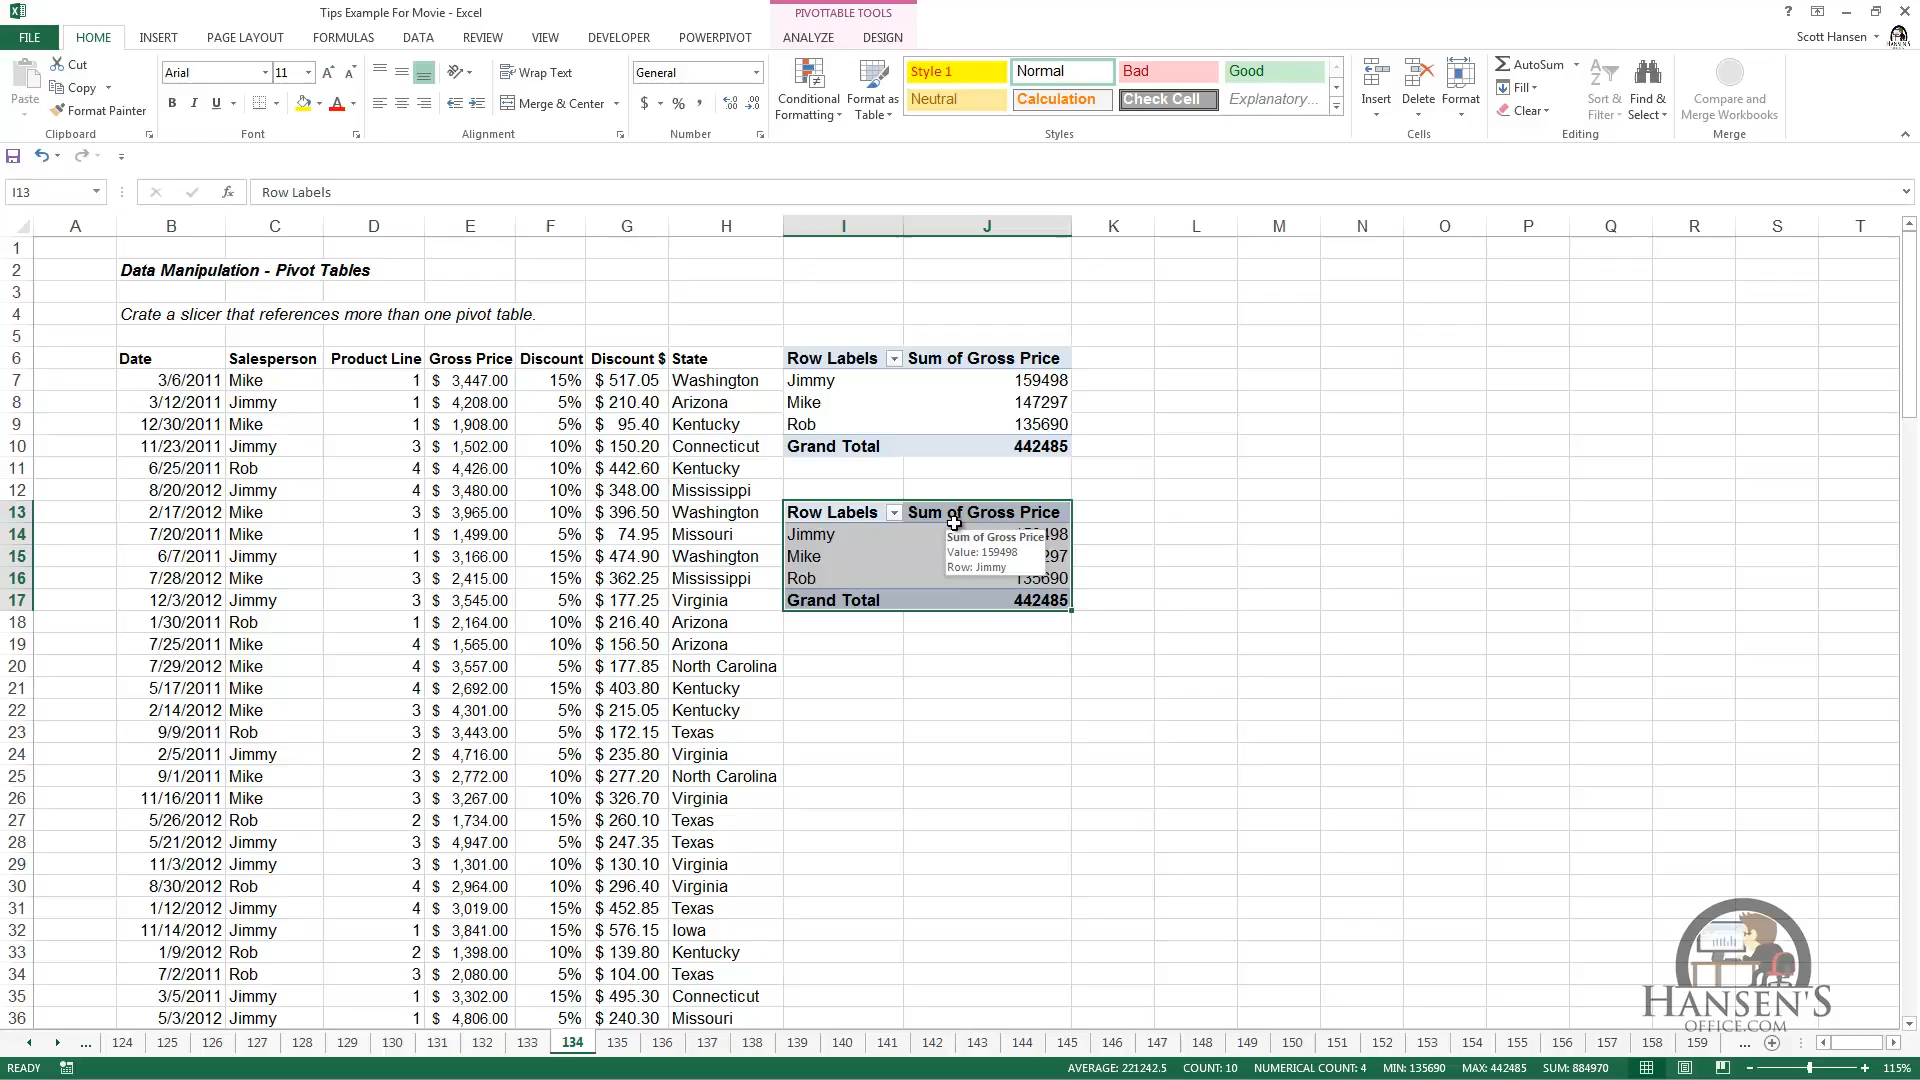 Tips Example For Movie - Excel
PIVOTTABLE TOOLS
?
FILE HOME INSERT PAGE LAYOUT FORMULAS DATA REVIEW VIEW DEVELOPER POWERPIVOT ANALYZE DESIGN Scott Hansen
Paste
Cut
Copy
Format Painter
Clipboard
Arial 11
B I U
Font
Wrap Text
Merge & Center
Alignment
General
$ % ,
Number
Conditional Formatting
Format as Table
Style 1 Normal Bad Good
Neutral Calculation Check Cell Explanatory...
Styles
Insert Delete Format
Cells
AutoSum
Fill
Clear
Sort & Filter
Find & Select
Editing
Compare and Merge Workbooks
Merge
I13 fx Row Labels
A B C D E F G H I J K L M N O P Q R S T
1
2 Data Manipulation - Pivot Tables
3
4 Crate a slicer that references more than one pivot table.
5
6 Date Salesperson Product Line Gross Price Discount Discount $ State Row Labels Sum of Gross Price
7 3/6/2011 Mike 1 $ 3,447.00 15% $ 517.05 Washington Jimmy 159498
8 3/12/2011 Jimmy 1 $ 4,208.00 5% $ 210.40 Arizona Mike 147297
9 12/30/2011 Mike 1 $ 1,908.00 5% $ 95.40 Kentucky Rob 135690
10 11/23/2011 Jimmy 3 $ 1,502.00 10% $ 150.20 Connecticut Grand Total 442485
11 6/25/2011 Rob 4 $ 4,426.00 10% $ 442.60 Kentucky
12 8/20/2012 Jimmy 4 $ 3,480.00 10% $ 348.00 Mississippi
13 2/17/2012 Mike 3 $ 3,965.00 10% $ 396.50 Washington Row Labels Sum of Gross Price
14 7/20/2011 Mike 1 $ 1,499.00 5% $ 74.95 Missouri Jimmy 498
15 6/7/2011 Jimmy 1 $ 3,166.00 15% $ 474.90 Washington Mike 297
16 7/28/2012 Mike 3 $ 2,415.00 15% $ 362.25 Mississippi Rob 135690
17 12/3/2012 Jimmy 3 $ 3,545.00 5% $ 177.25 Virginia Grand Total 442485
Sum of Gross Price
Value: 159498
Row: Jimmy
18 1/30/2011 Rob 1 $ 2,164.00 10% $ 216.40 Arizona
19 7/25/2011 Mike 4 $ 1,565.00 10% $ 156.50 Arizona
20 7/29/2012 Mike 4 $ 3,557.00 5% $ 177.85 North Carolina
21 5/17/2011 Mike 4 $ 2,692.00 15% $ 403.80 Kentucky
22 2/14/2012 Mike 3 $ 4,301.00 5% $ 215.05 Kentucky
23 9/9/2011 Rob 3 $ 3,443.00 5% $ 172.15 Texas
24 2/5/2011 Jimmy 2 $ 4,716.00 5% $ 235.80 Virginia
25 9/1/2011 Mike 3 $ 2,772.00 10% $ 277.20 North Carolina
26 11/16/2011 Mike 3 $ 3,267.00 10% $ 326.70 Virginia
27 5/26/2012 Rob 2 $ 1,734.00 15% $ 260.10 Texas
28 5/21/2012 Jimmy 3 $ 4,947.00 5% $ 247.35 Texas
29 11/3/2012 Jimmy 3 $ 1,301.00 10% $ 130.10 Virginia
30 8/30/2012 Rob 4 $ 2,964.00 10% $ 296.40 Virginia
31 1/12/2012 Jimmy 4 $ 3,019.00 15% $ 452.85 Texas
32 11/14/2012 Jimmy 1 $ 3,841.00 15% $ 576.15 Iowa
33 1/9/2012 Rob 2 $ 1,398.00 10% $ 139.80 Kentucky
34 7/2/2011 Rob 3 $ 2,080.00 5% $ 104.00 Texas
35 3/5/2011 Jimmy 1 $ 3,302.00 15% $ 495.30 Connecticut
36 5/3/2012 Jimmy 1 $ 4,806.00 5% $ 240.30 Missouri
HANSEN'S
OFFICE.COM
... 124 125 126 127 128 129 130 131 132 133 134 135 136 137 138 139 140 141 142 143 144 145 146 147 148 149 150 151 152 153 154 155 156 157 158 159 ...
READY AVERAGE: 221242.5 COUNT: 10 NUMERICAL COUNT: 4 MIN: 135690 MAX: 442485 SUM: 884970 115%